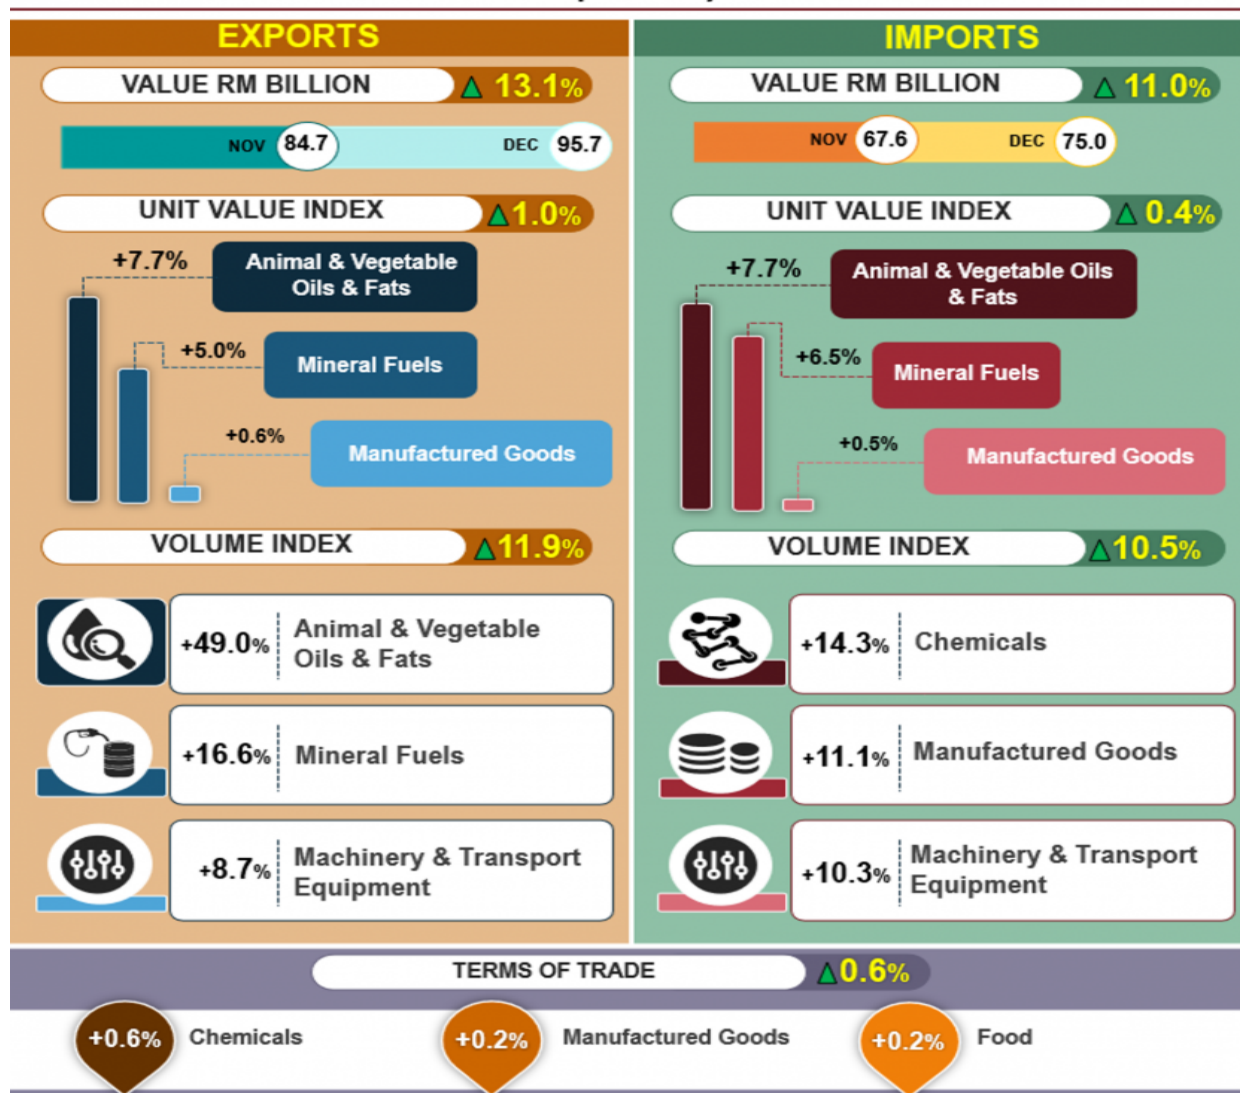 EXPORTS
VALUE RM BILLION
▲ 13.1%
NOV 84.7
DEC 95.7
UNIT VALUE INDEX
▲1.0%
+7.7%
Animal & Vegetable
Oils & Fats
+5.0%
Mineral Fuels
+0.6%
Manufactured Goods
VOLUME INDEX
▲11.9%
+49.0%
Animal & Vegetable
Oils & Fats
+16.6%
Mineral Fuels
+8.7%
Machinery & Transport
Equipment
IMPORTS
VALUE RM BILLION
▲ 11.0%
NOV 67.6
DEC 75.0
UNIT VALUE INDEX
▲ 0.4%
+7.7%
Animal & Vegetable Oils
& Fats
+6.5%
Mineral Fuels
+0.5%
Manufactured Goods
VOLUME INDEX
▲10.5%
+14.3%
Chemicals
+11.1%
Manufactured Goods
+10.3%
Machinery & Transport
Equipment
TERMS OF TRADE
▲0.6%
+0.6%
Chemicals
+0.2%
Manufactured Goods
+0.2%
Food